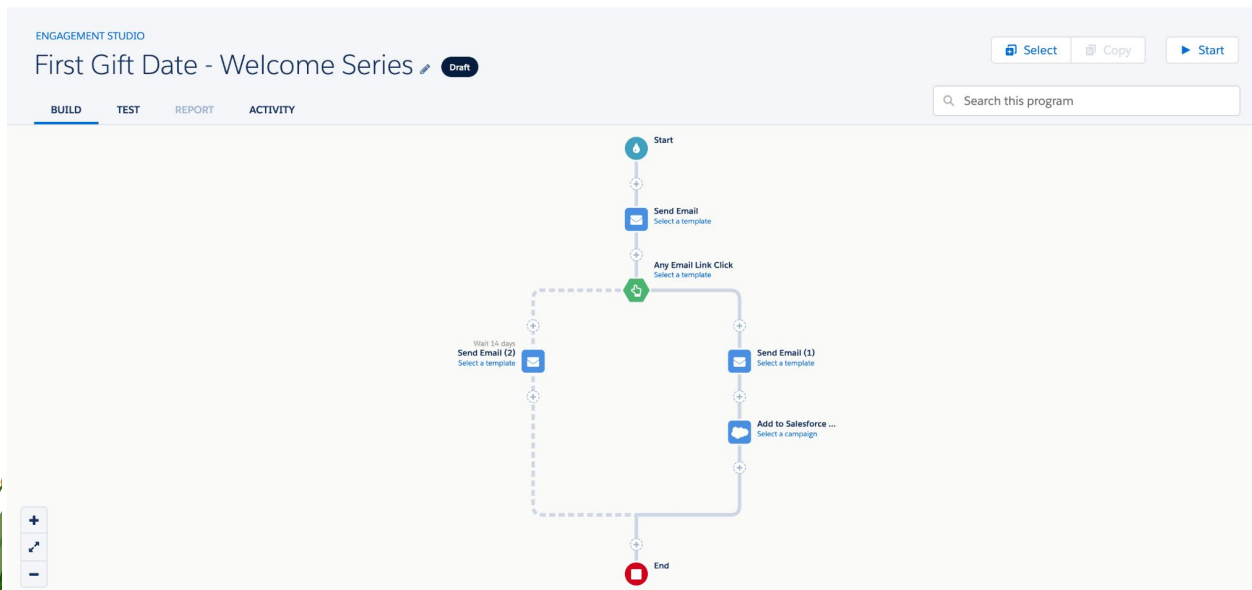 ENGAGEMENT STUDIO
First Gift Date - Welcome Series
Draft
Select
Copy
Start
BUILD
TEST
REPORT
ACTIVITY
Search this program
Start
Send Email
Select a template
Any Email Link Click
Select a template
Wait 14 days
Send Email (2)
Select a template
Send Email (1)
Select a template
Add to Salesforce ...
Select a campaign
End